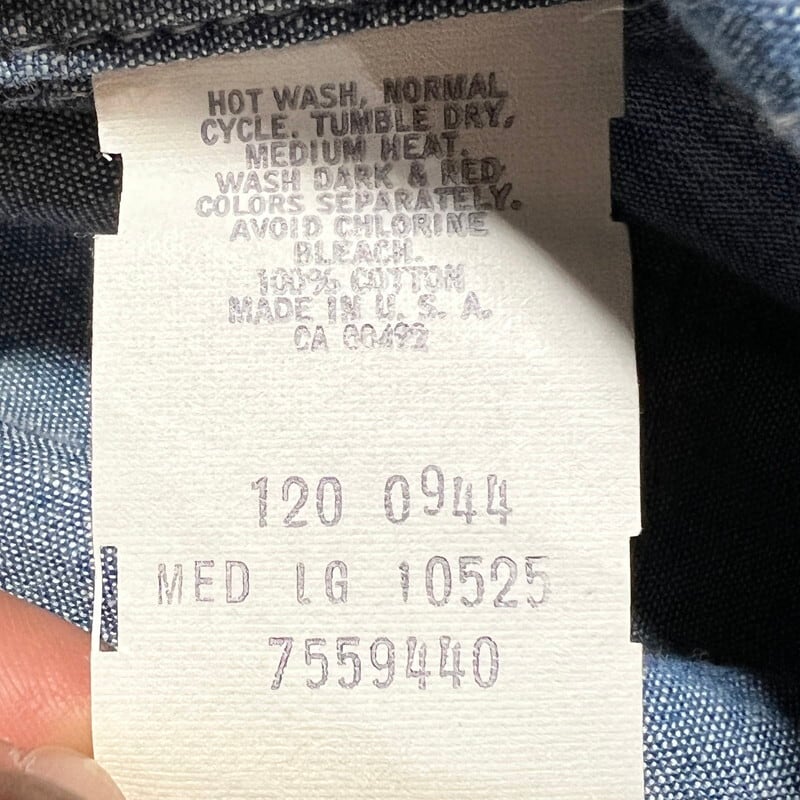 HOT WASH, NORMAL
CYCLE. TUMBLE DRY,
MEDIUM HEAT.
WASH DARK & RED
COLORS SEPARATELY.
AVOID CHLORINE
BLEACH.
100% COTTON
MADE IN U. S. A.
CA 00492
120 0944
MED LG 10525
7559440